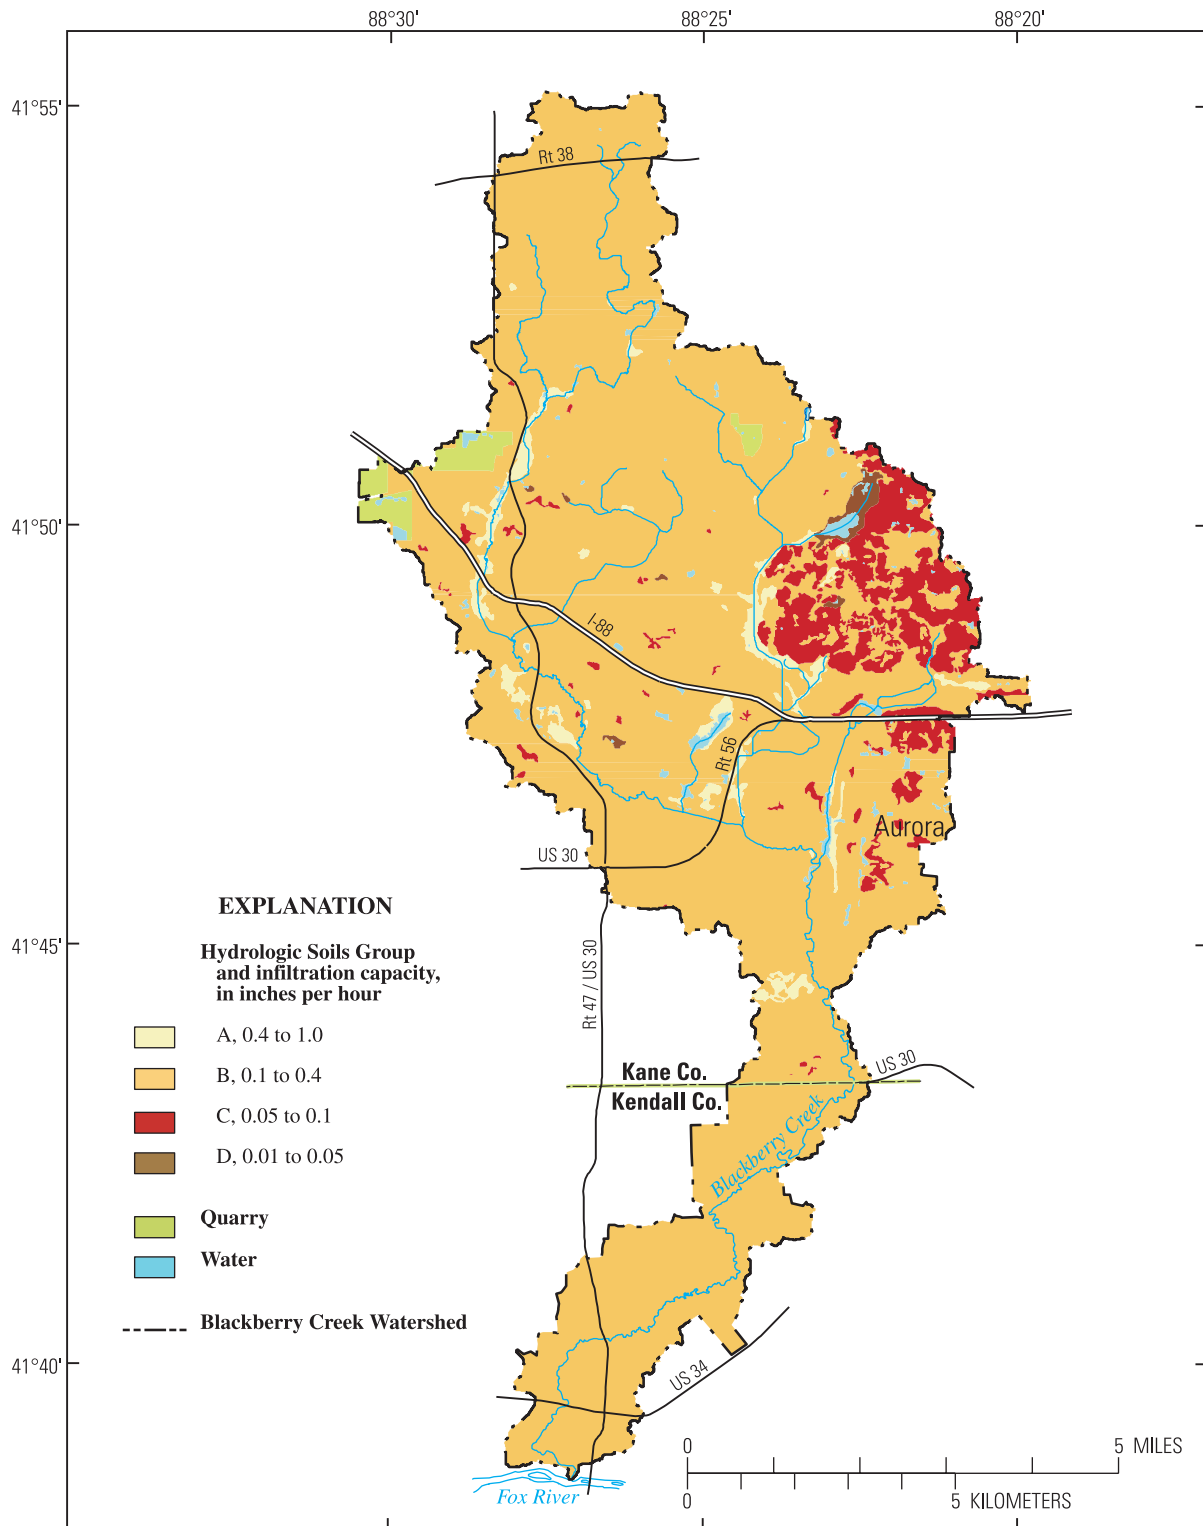 88°30'
88°25'
88°20'
41°55'
Rt 38
41°50'
I-88
Rt 56
Aurora
US 30
EXPLANATION
41°45'
Hydrologic Soils Group
and infiltration capacity,
in inches per hour
Rt 47 / US 30
A, 0.4 to 1.0
B, 0.1 to 0.4
C, 0.05 to 0.1
D, 0.01 to 0.05
Kane Co.
US 30
Kendall Co.
Blackberry Creek
Quarry
Water
Blackberry Creek Watershed
41°40'
US 34
0
5 MILES
Fox River
0
5 KILOMETERS